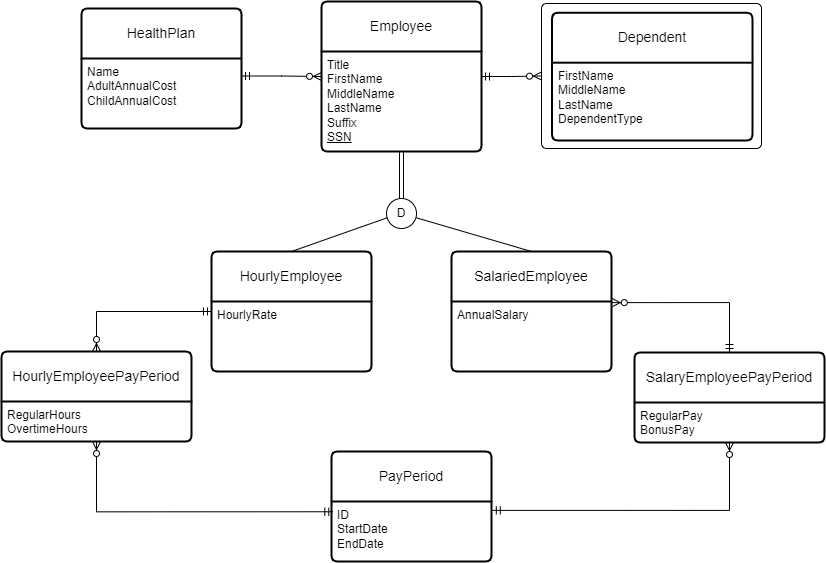 HealthPlan
Name
AdultAnnualCost
ChildAnnualCost
Employee
Title
FirstName
MiddleName
LastName
Suffix
SSN
Dependent
FirstName
MiddleName
LastName
DependentType
D
HourlyEmployee
HourlyRate
SalariedEmployee
AnnualSalary
HourlyEmployeePayPeriod
RegularHours
OvertimeHours
SalaryEmployeePayPeriod
RegularPay
BonusPay
PayPeriod
ID
StartDate
EndDate